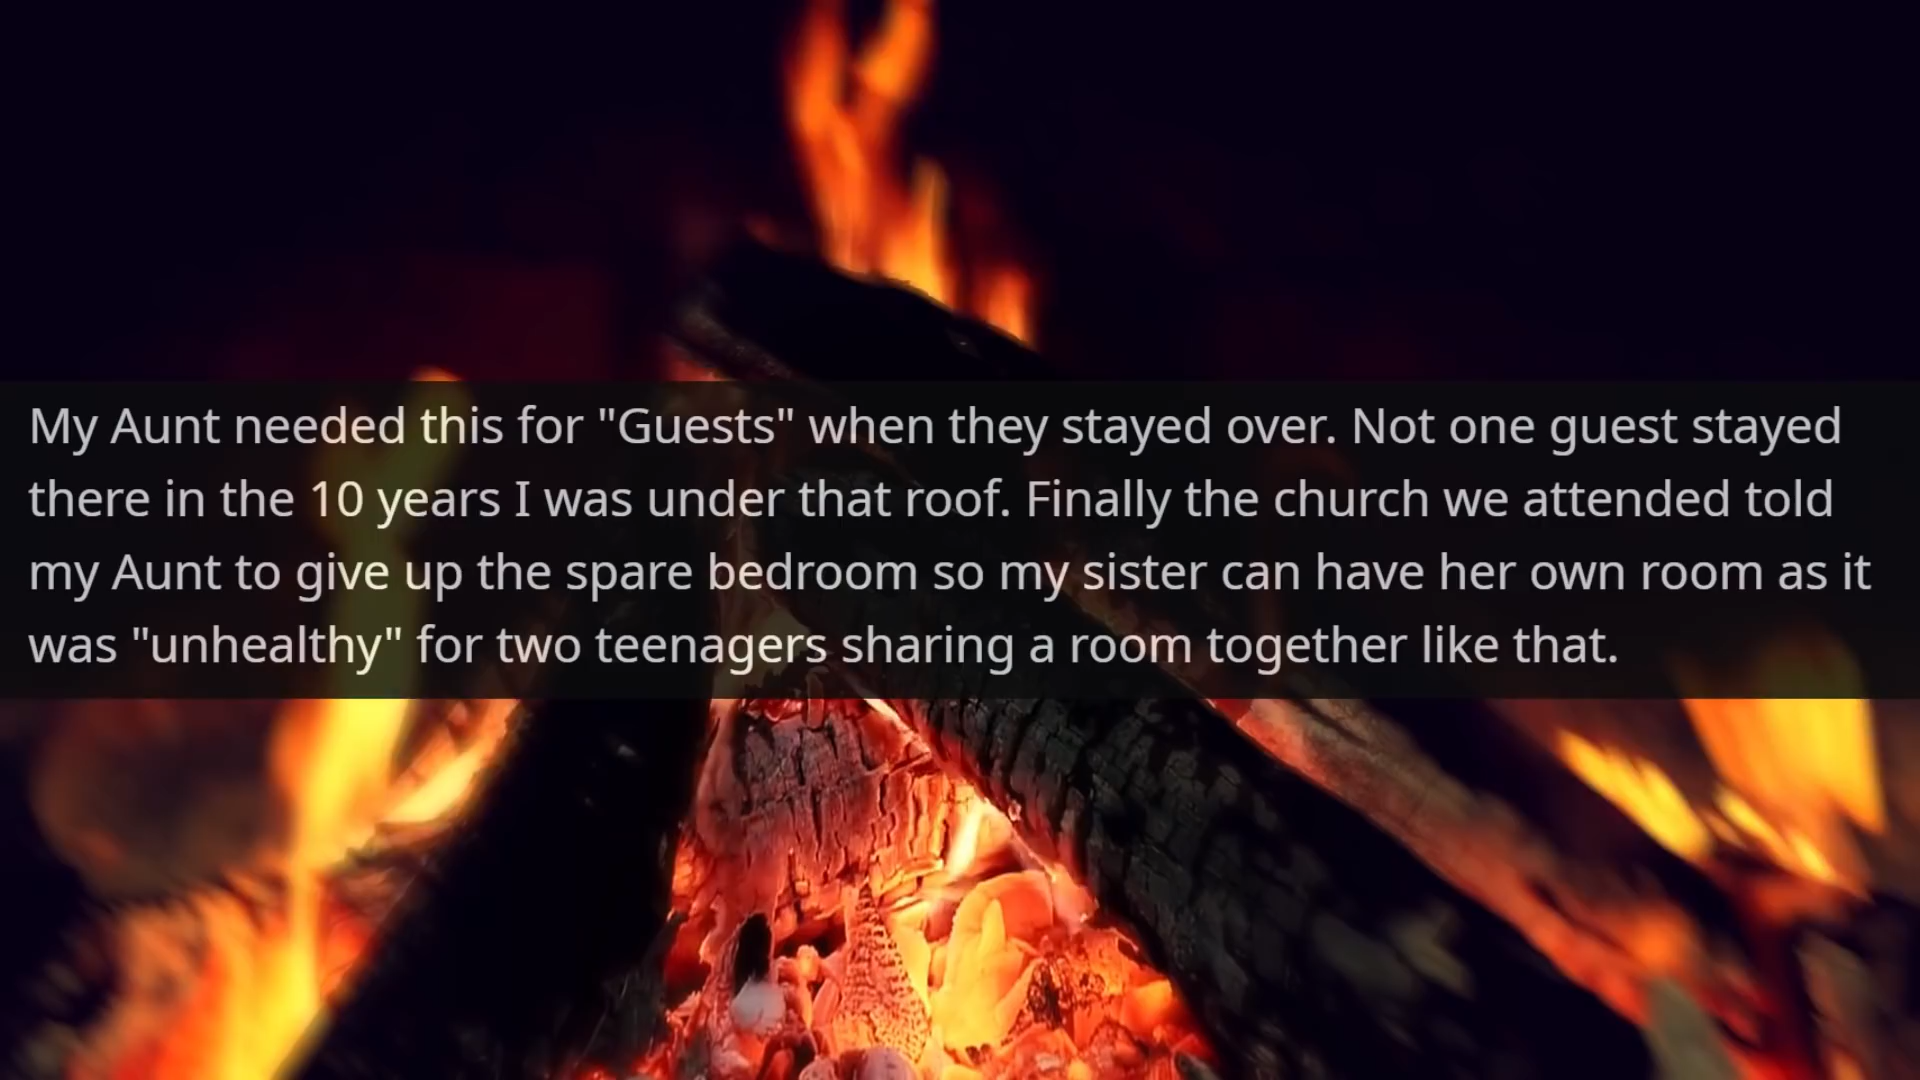 My Aunt needed this for "Guests" when they stayed over. Not one guest stayed
there in the 10 years I was under that roof. Finally the church we attended told
my Aunt to give up the spare bedroom so my sister can have her own room as it
was "unhealthy" for two teenagers sharing a room together like that.